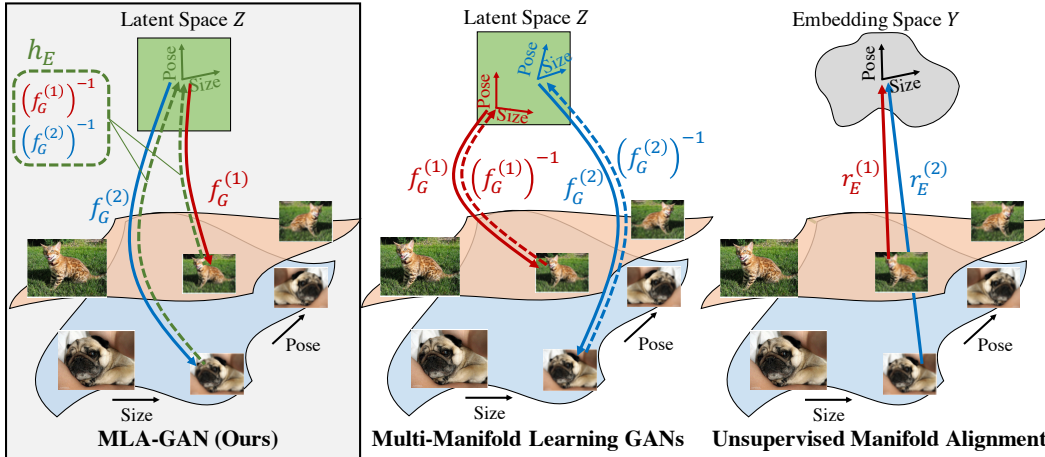 Latent Space Z
h_E
(f_G^{(1)})^{-1}
(f_G^{(2)})^{-1}
Pose
Size
f_G^{(2)}
f_G^{(1)}
Pose
Size
MLA-GAN (Ours)
Latent Space Z
Pose
Size
Pose
Size
f_G^{(1)}
(f_G^{(1)})^{-1}
f_G^{(2)}
(f_G^{(2)})^{-1}
Pose
Size
Multi-Manifold Learning GANs
Embedding Space Y
Pose
Size
r_E^{(1)}
r_E^{(2)}
Pose
Size
Unsupervised Manifold Alignment